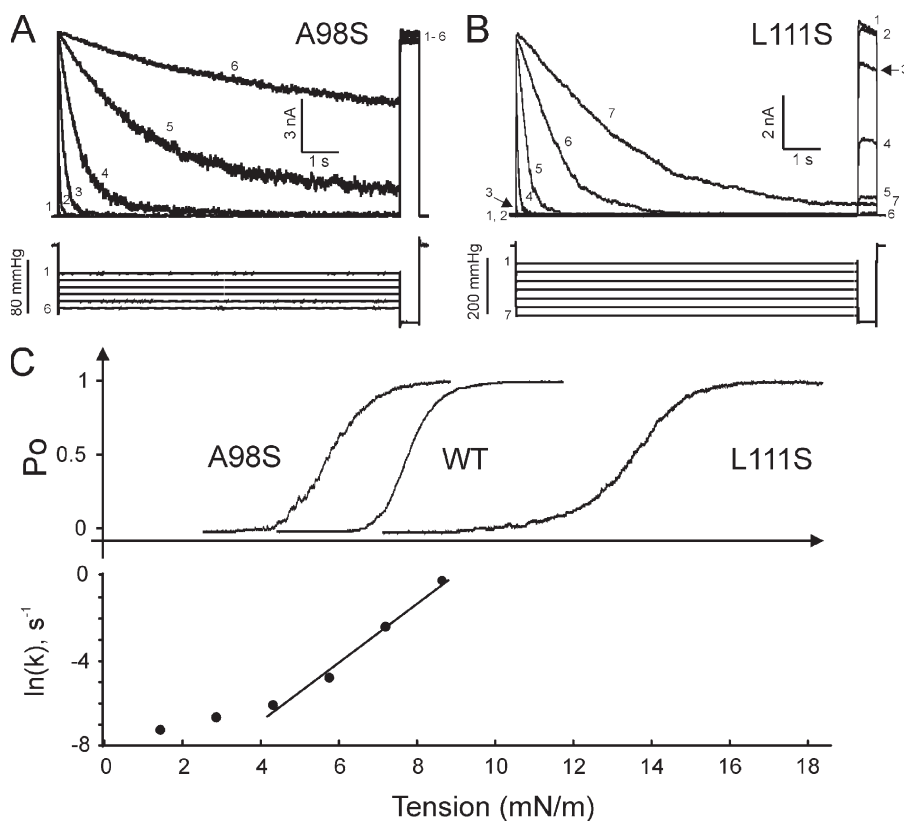 A
A98S
1-6
6
3 nA
1 s
5
4
3
2
1
80 mmHg
1
6
B
L111S
1
2
3
4
5
7
6
7
2 nA
1 s
6
5
4
3
1, 2
200 mmHg
1
7
C
Po
1
0.5
0
A98S
WT
L111S
ln(k), s⁻¹
0
-4
-8
0 2 4 6 8 10 12 14 16 18
Tension (mN/m)